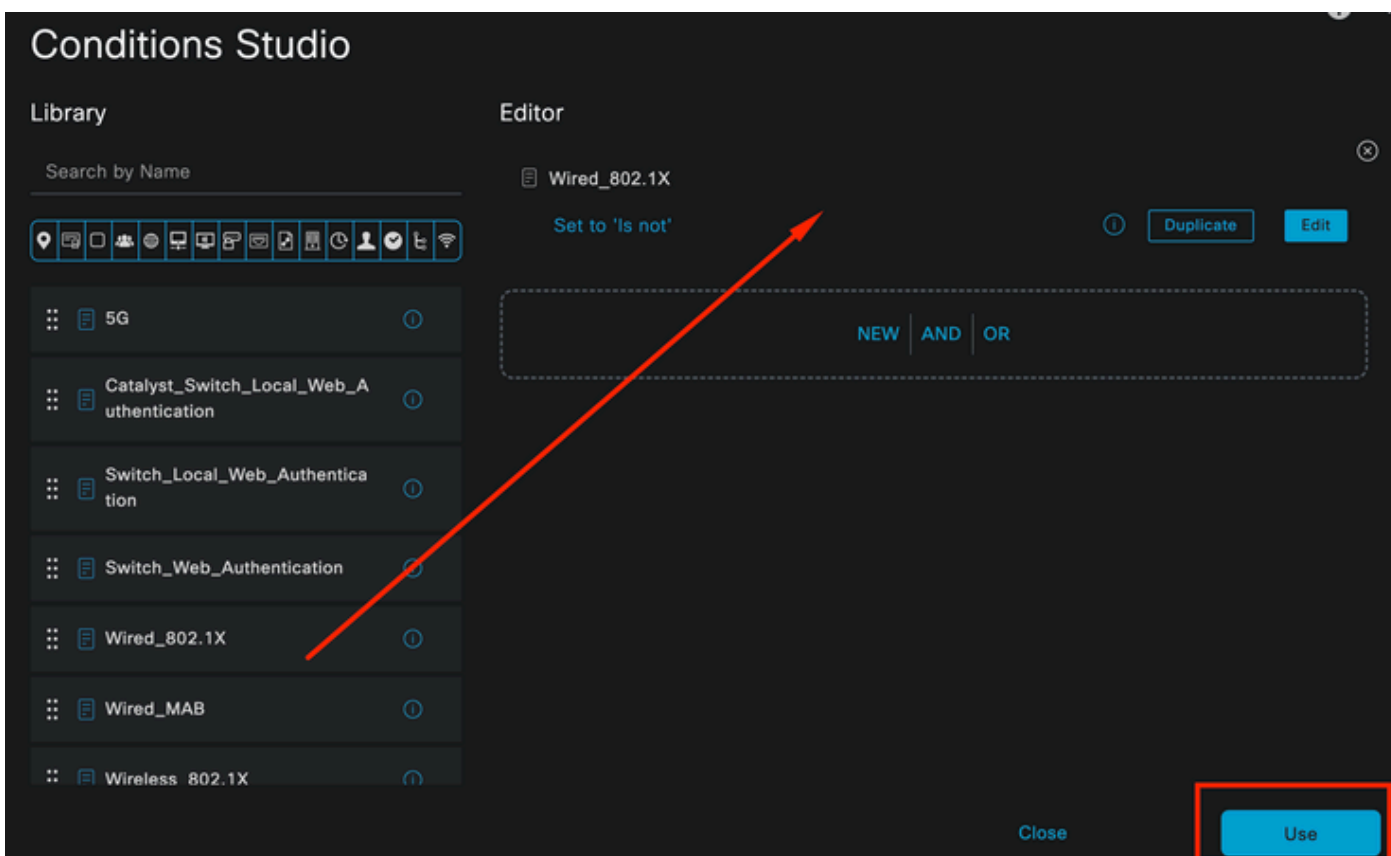 Conditions Studio
Library
Search by Name
5G
Catalyst_Switch_Local_Web_A
uthentication
Switch_Local_Web_Authentica
tion
Switch_Web_Authentication
Wired_802.1X
Wired_MAB
Wireless_802.1X
Editor
Wired_802.1X
Set to 'Is not'
Duplicate
Edit
NEW AND OR
Close
Use